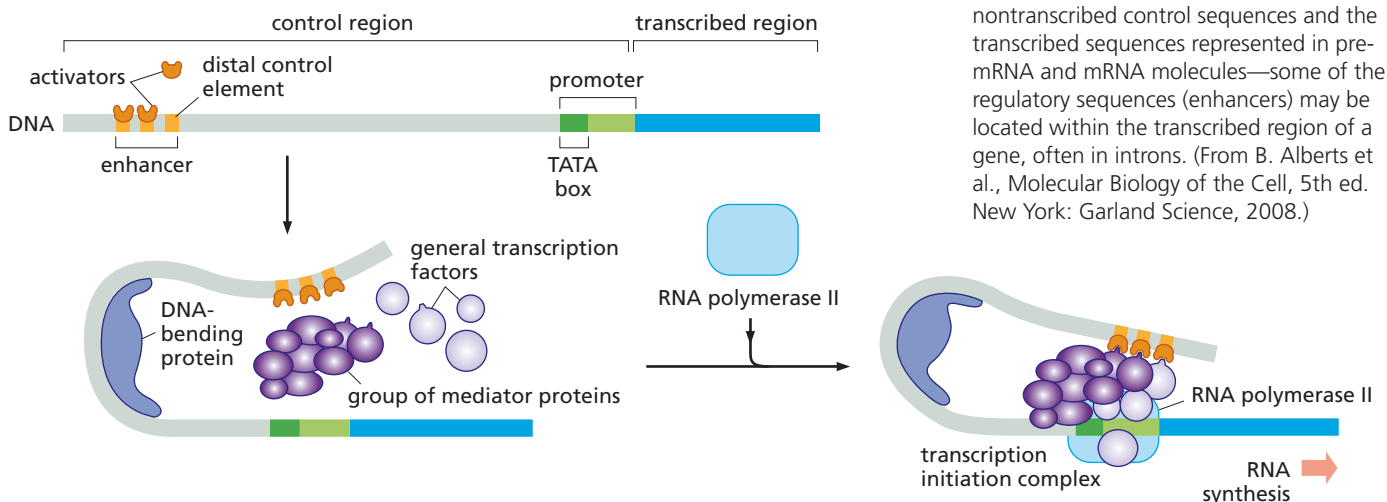 control region
transcribed region
activators
distal control
element
promoter
DNA
enhancer
TATA
box
nontranscribed control sequences and the
transcribed sequences represented in pre-
mRNA and mRNA molecules—some of the
regulatory sequences (enhancers) may be
located within the transcribed region of a
gene, often in introns. (From B. Alberts et
al., Molecular Biology of the Cell, 5th ed.
New York: Garland Science, 2008.)
general transcription
factors
DNA-
bending
protein
group of mediator proteins
RNA polymerase II
RNA polymerase II
transcription
initiation complex
RNA
synthesis